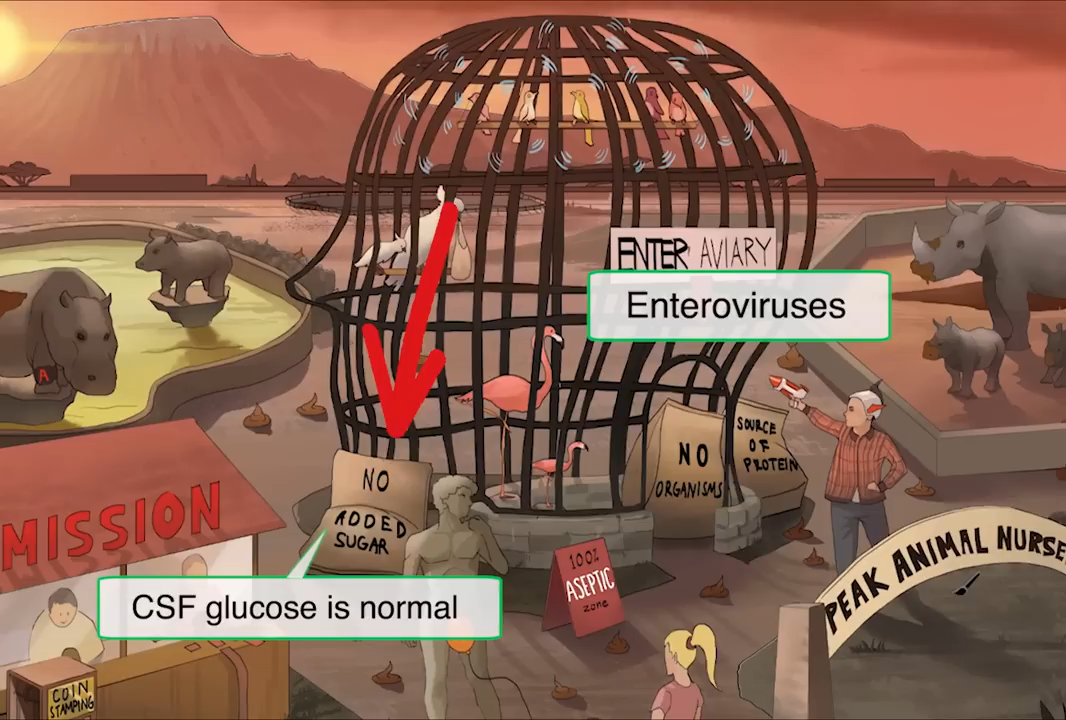 ENTER AVIARY
Enteroviruses
NO
ADDED
SUGAR
NO
ORGANISMS
SOURCE
OF
PROTEIN
A
MISSION
CSF glucose is normal
100%
ASEPTIC
zone
PEAK ANIMAL NURSE
COIN
STAMPING